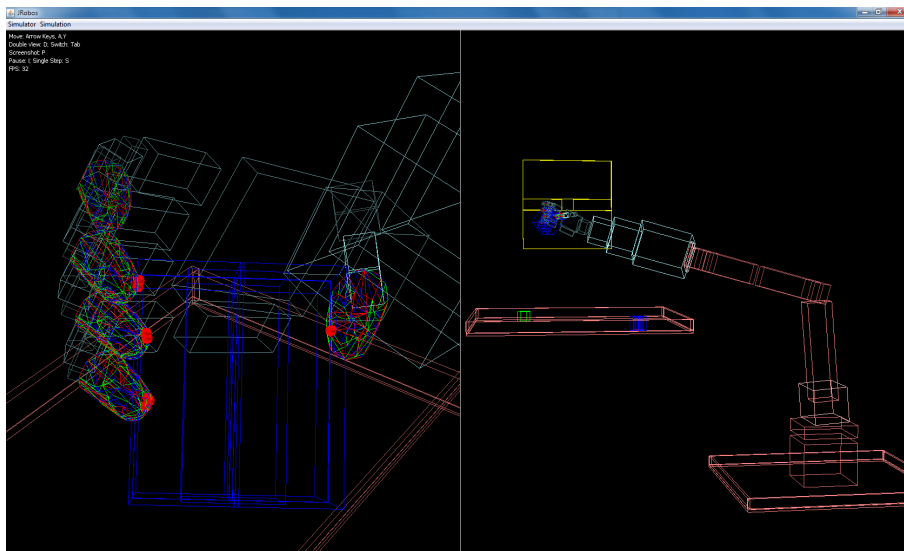 JRobos
Simulator Simulation
Move: Arrow Keys, A,Y
Double view: D; Switch: Tab
Screenshot: P
Pause: I; Single Step: S
FPS: 32